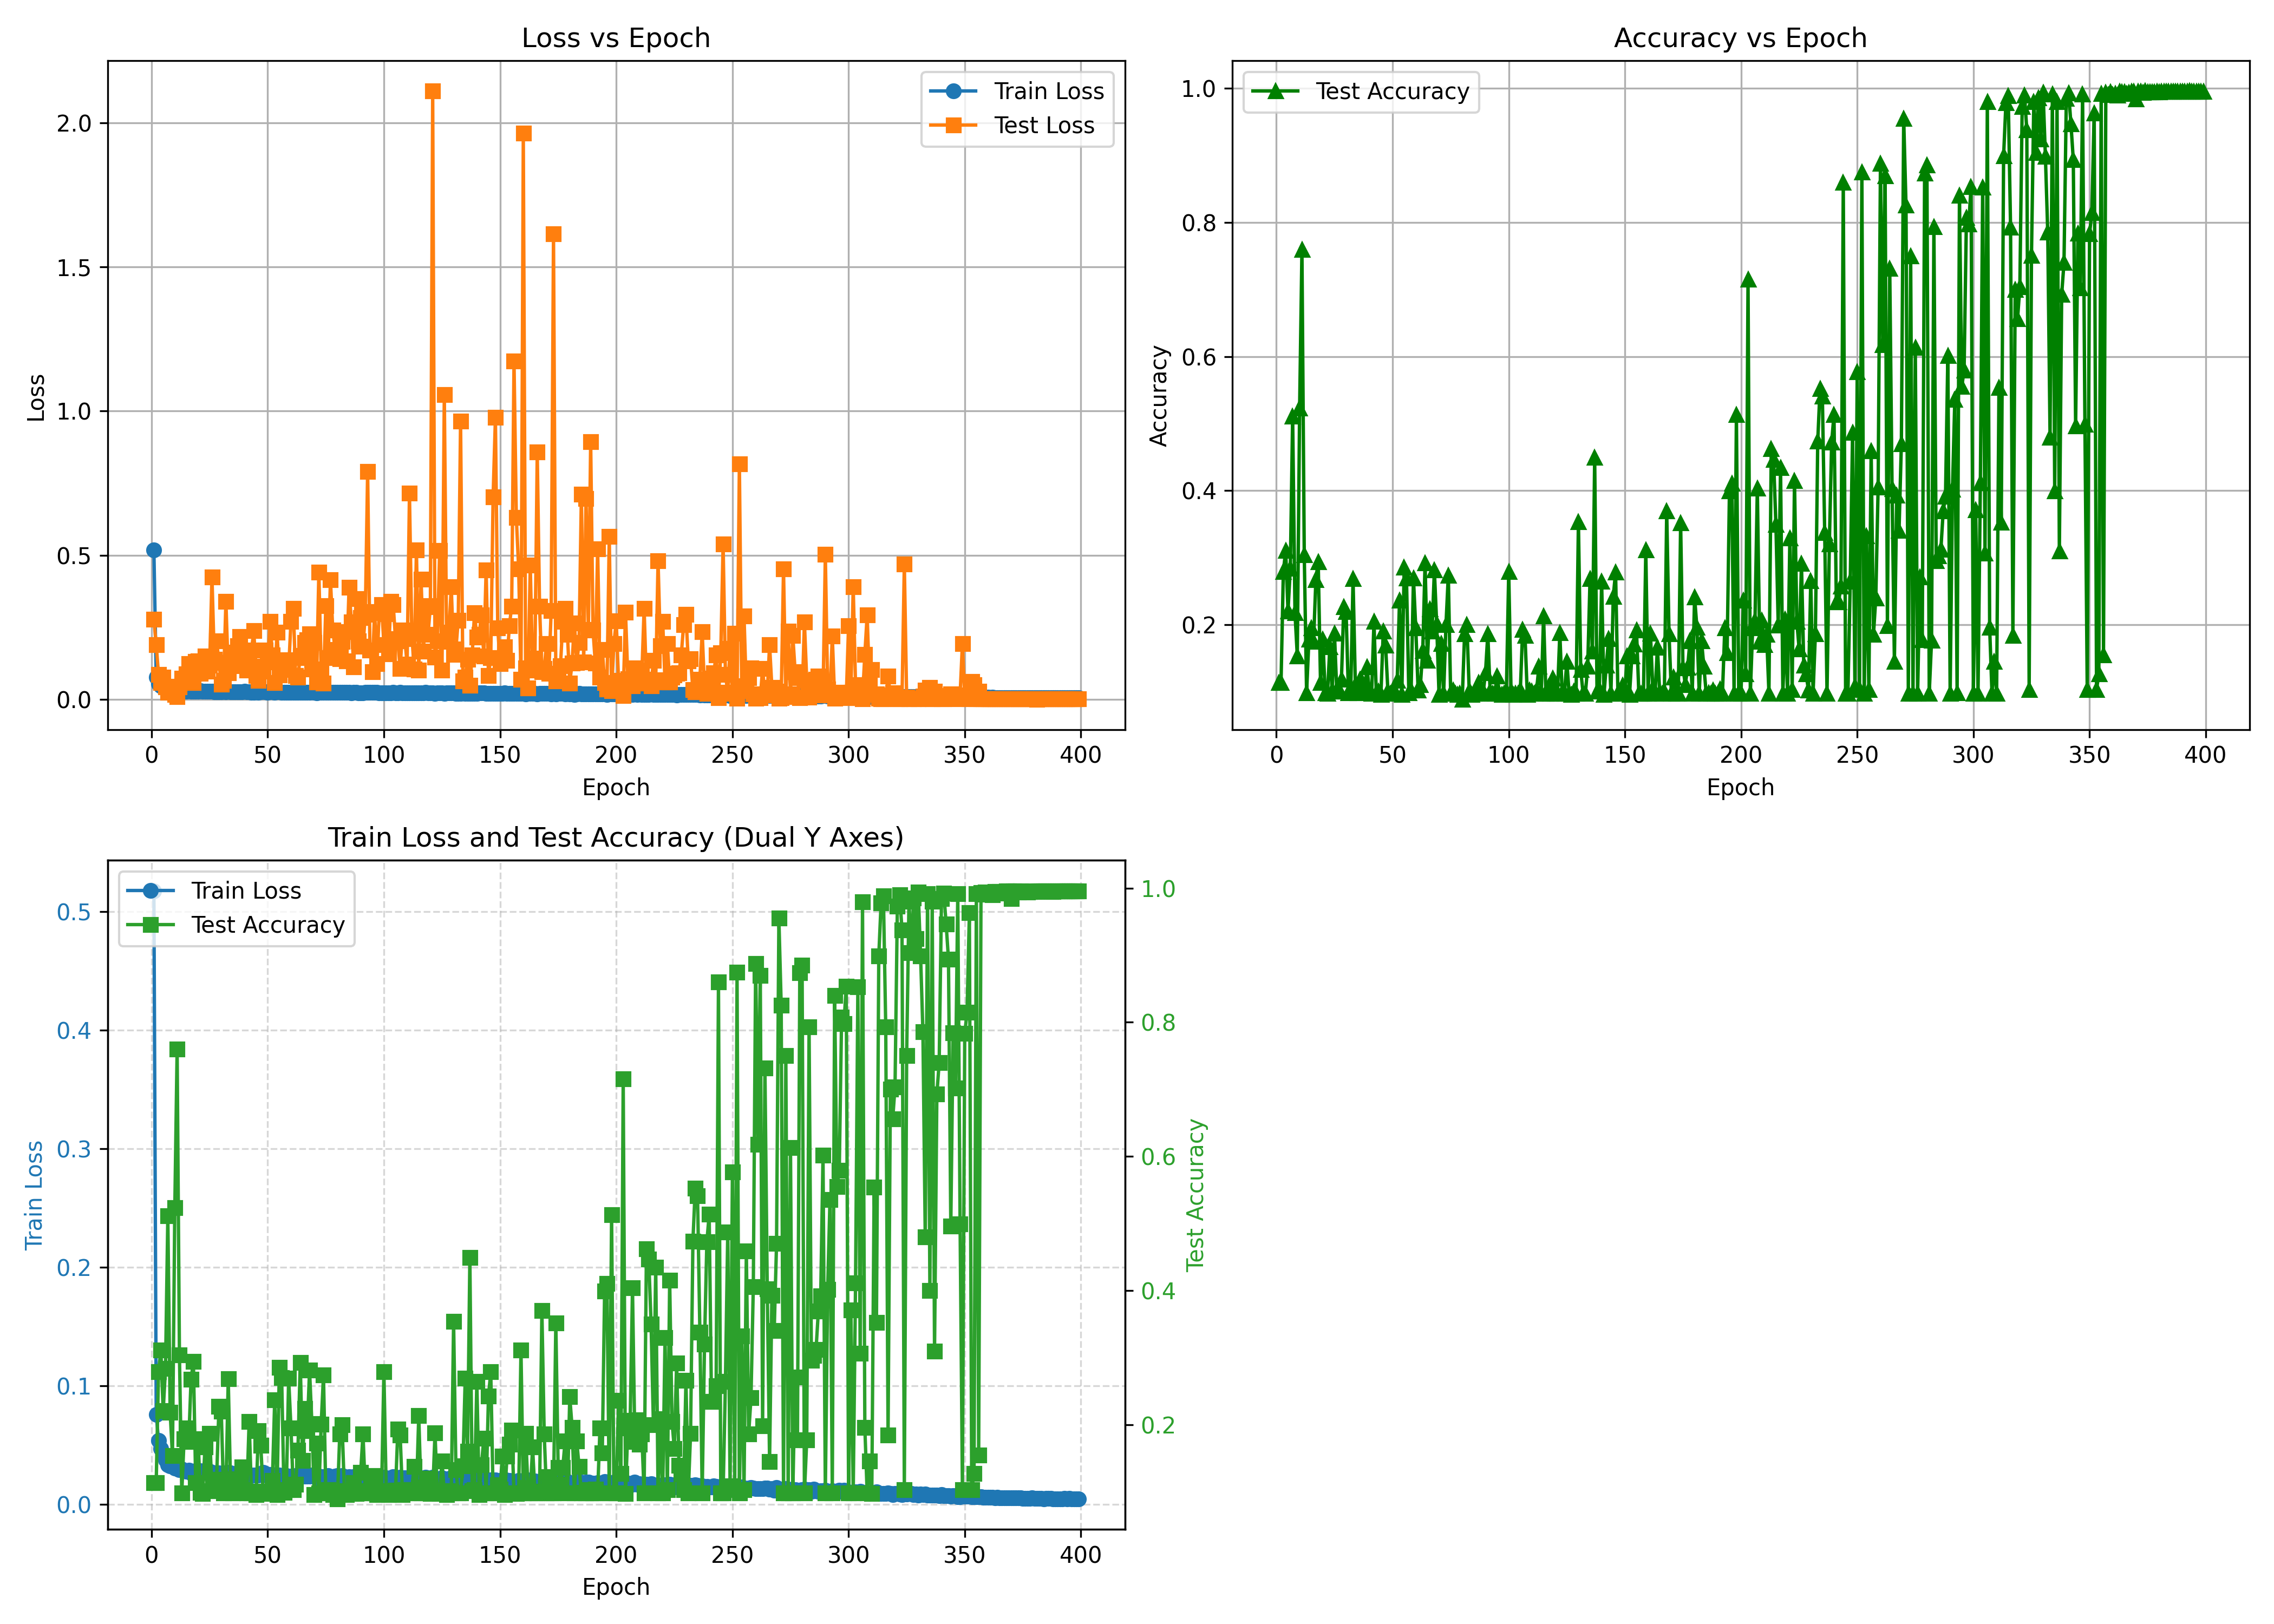 Loss vs Epoch
Train Loss
Test Loss
2.0
1.5
1.0
0.5
0.0
Loss
0 50 100 150 200 250 300 350 400
Epoch
Accuracy vs Epoch
Test Accuracy
1.0
0.8
0.6
0.4
0.2
Accuracy
0 50 100 150 200 250 300 350 400
Epoch
Train Loss and Test Accuracy (Dual Y Axes)
Train Loss
Test Accuracy
0.5
0.4
0.3
0.2
0.1
0.0
Train Loss
1.0
0.8
0.6
0.4
0.2
Test Accuracy
0 50 100 150 200 250 300 350 400
Epoch